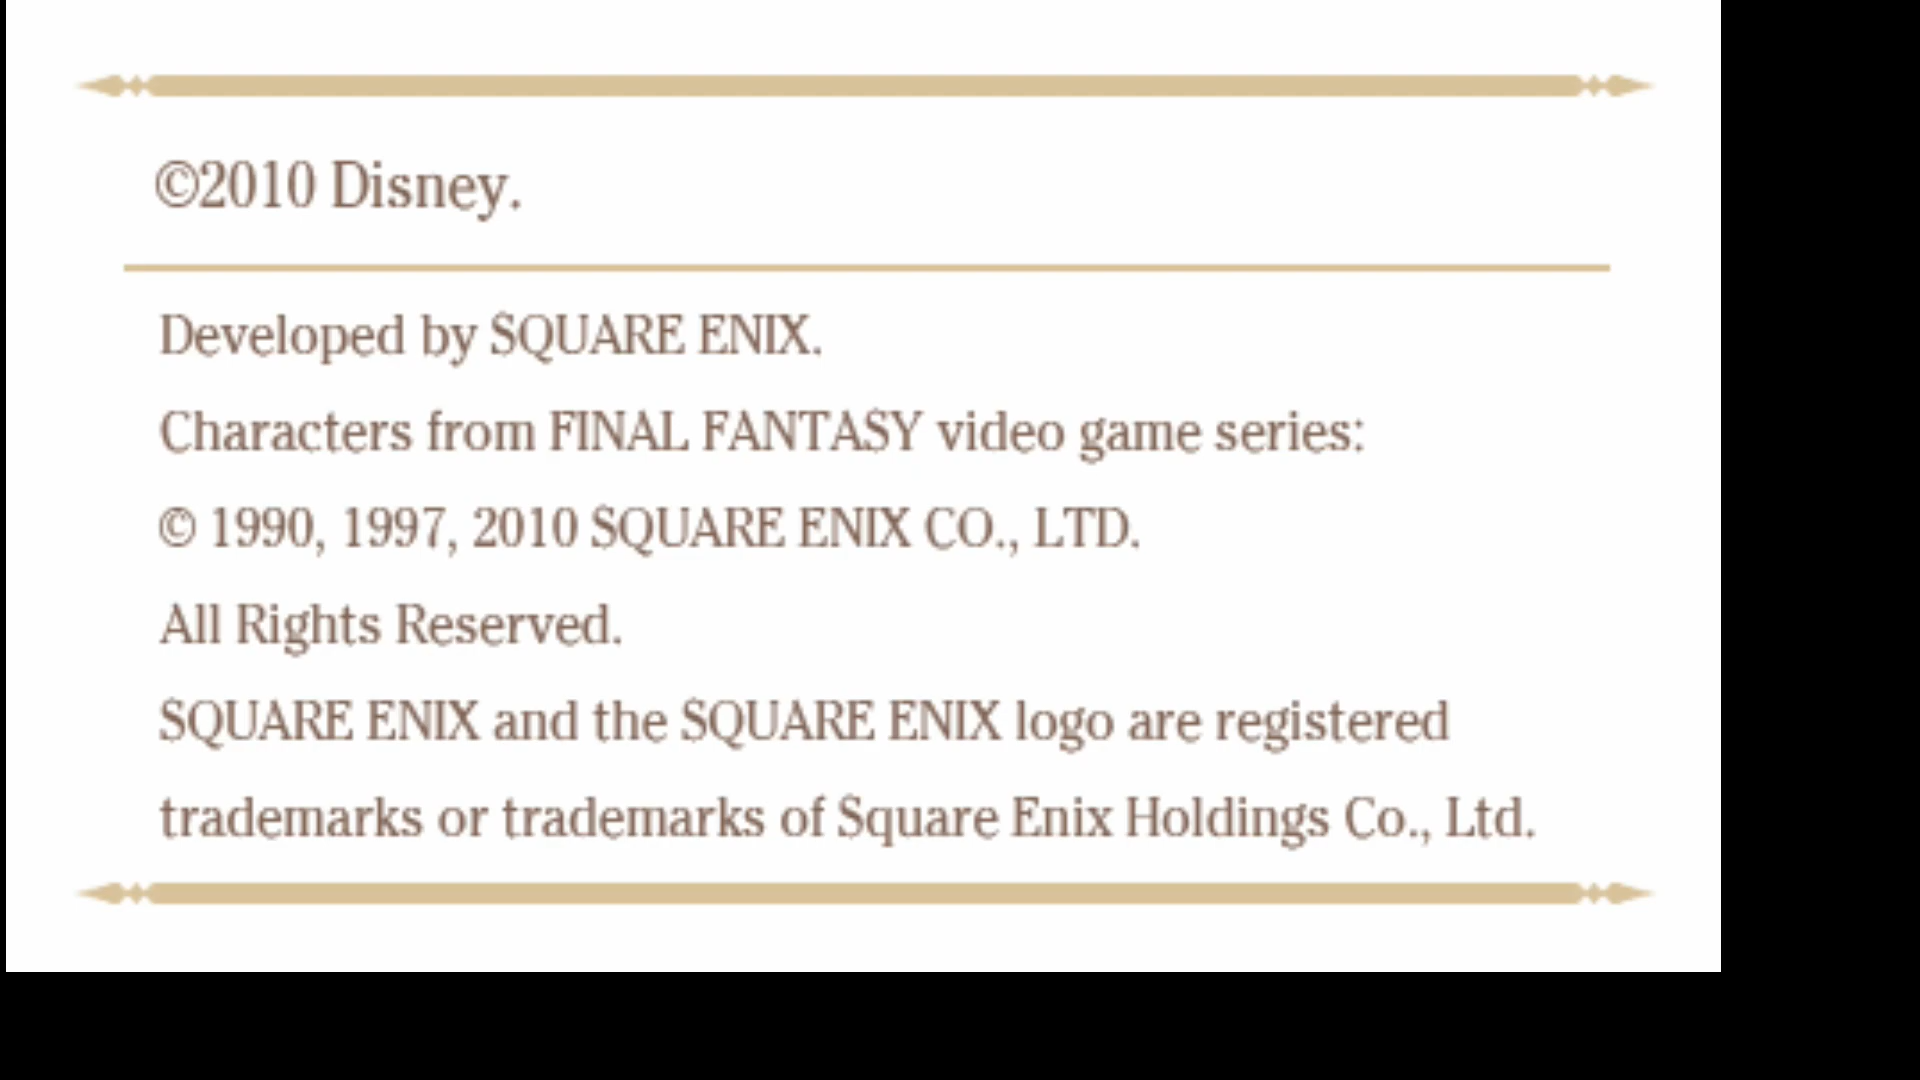 ©2010 Disney.
Developed by SQUARE ENIX.
Characters from FINAL FANTASY video game series:
© 1990, 1997, 2010 SQUARE ENIX CO., LTD.
All Rights Reserved.
SQUARE ENIX and the SQUARE ENIX logo are registered
trademarks or trademarks of Square Enix Holdings Co., Ltd.